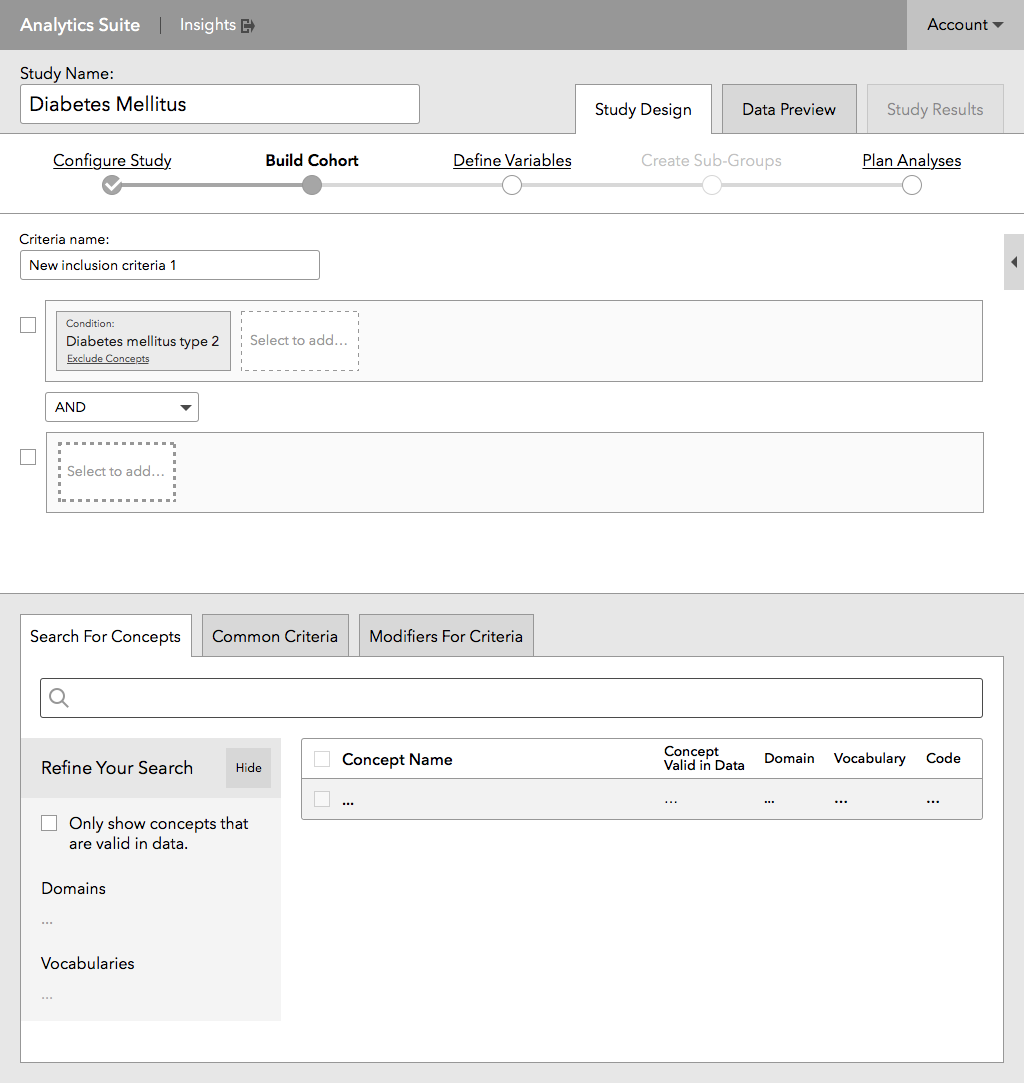 Analytics Suite | Insights
Account
Study Name:
Diabetes Mellitus
Study Design
Data Preview
Study Results
Configure Study
Build Cohort
Define Variables
Create Sub-Groups
Plan Analyses
Criteria name:
New inclusion criteria 1
Condition:
Diabetes mellitus type 2
Exclude Concepts
Select to add...
AND
Select to add...
Search For Concepts
Common Criteria
Modifiers For Criteria
Refine Your Search
Hide
Only show concepts that
are valid in data.
Domains
...
Vocabularies
...
Concept Name
Concept
Valid in Data
Domain
Vocabulary
Code
... ... ... ... ...